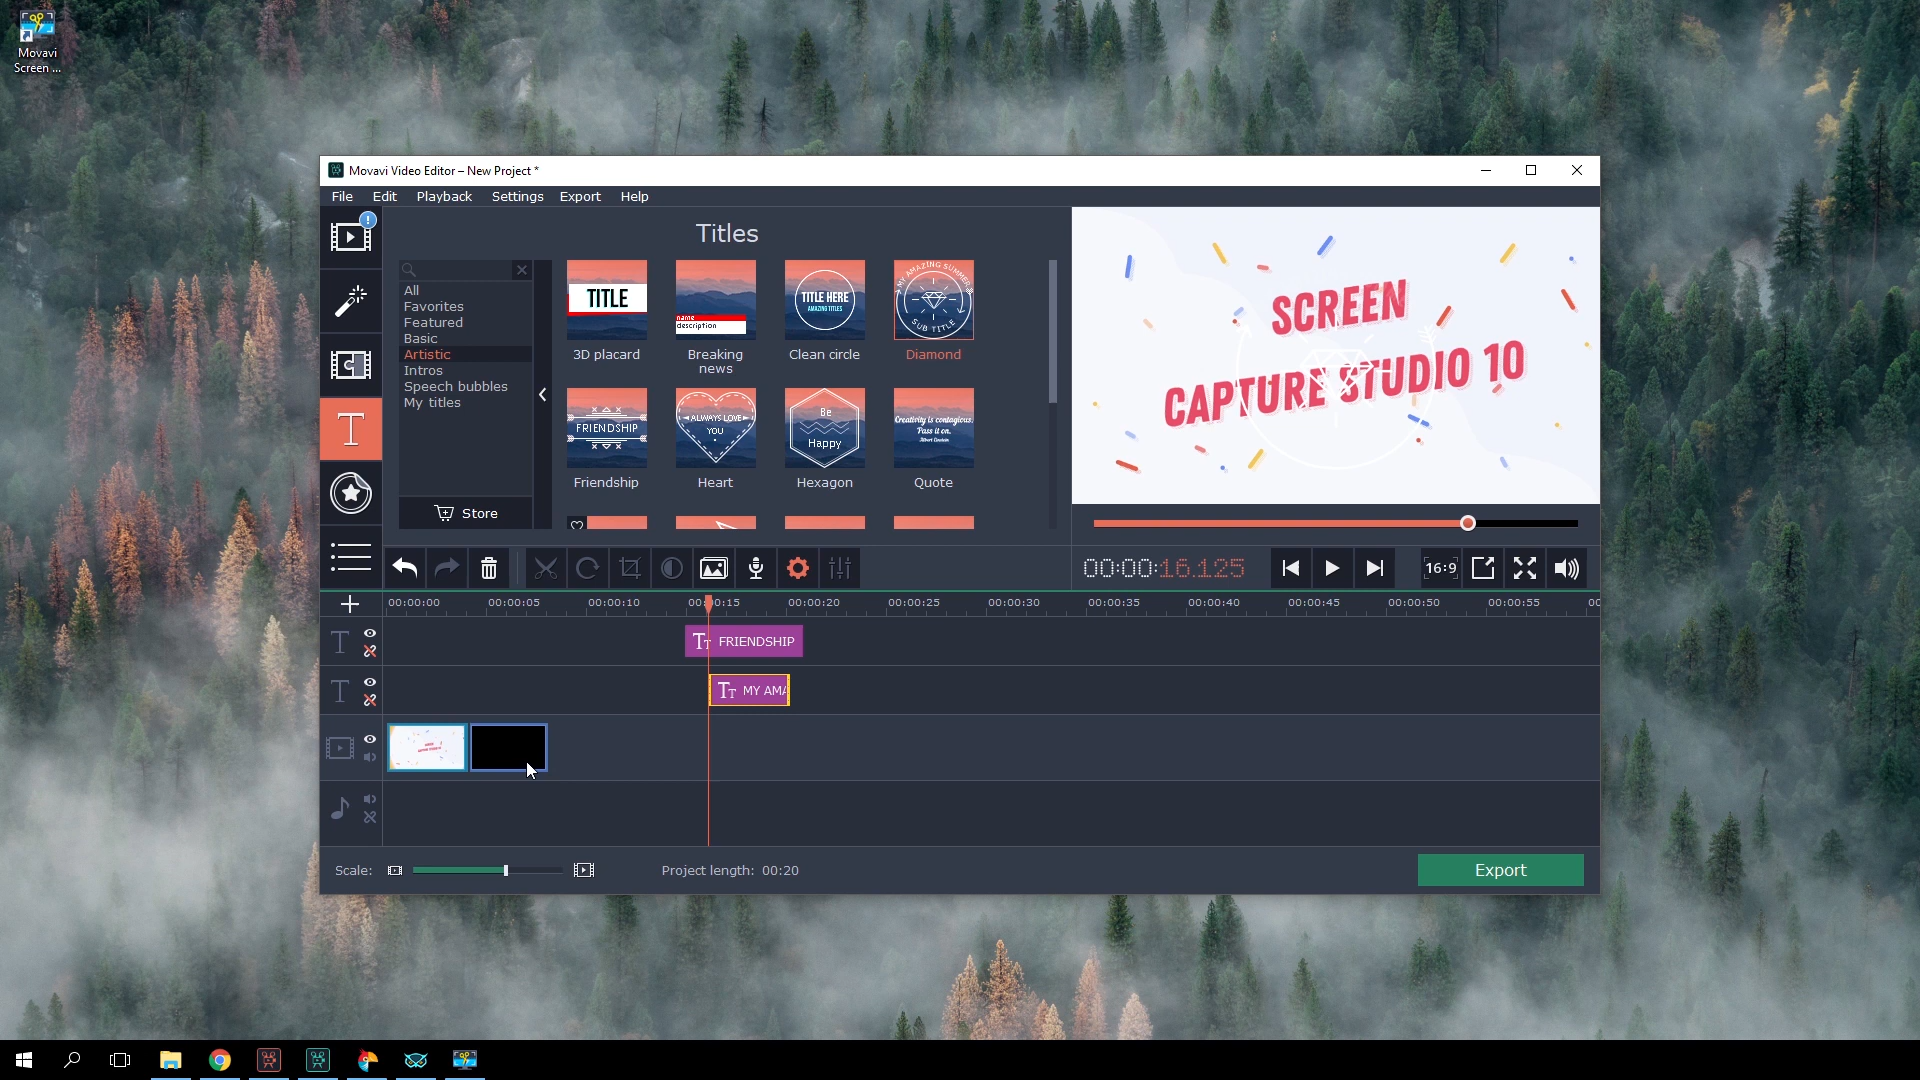 Movavi
Screen ...
Movavi Video Editor – New Project *
File Edit Playback Settings Export Help
Titles
All
Favorites
Featured
Basic
Artistic
Intros
Speech bubbles
My titles
Store
TITLE
3D placard
name
description
Breaking
news
TITLE HERE
AMAZING TITLES
Clean circle
MY AMAZING SUMMER
SUB TITLE
Diamond
FRIENDSHIP
Friendship
ALWAYS LOVE
YOU
Heart
Be
Happy
Hexagon
Creativity is contagious.
Pass it on.
Albert Einstein
Quote
SCREEN
CAPTURE STUDIO 10
00:00:16.125
16:9
00:00:00 00:00:05 00:00:10 00:00:15 00:00:20 00:00:25 00:00:30 00:00:35 00:00:40 00:00:45 00:00:50 00:00:55 00
FRIENDSHIP
MY AMA
Scale:
Project length: 00:20
Export